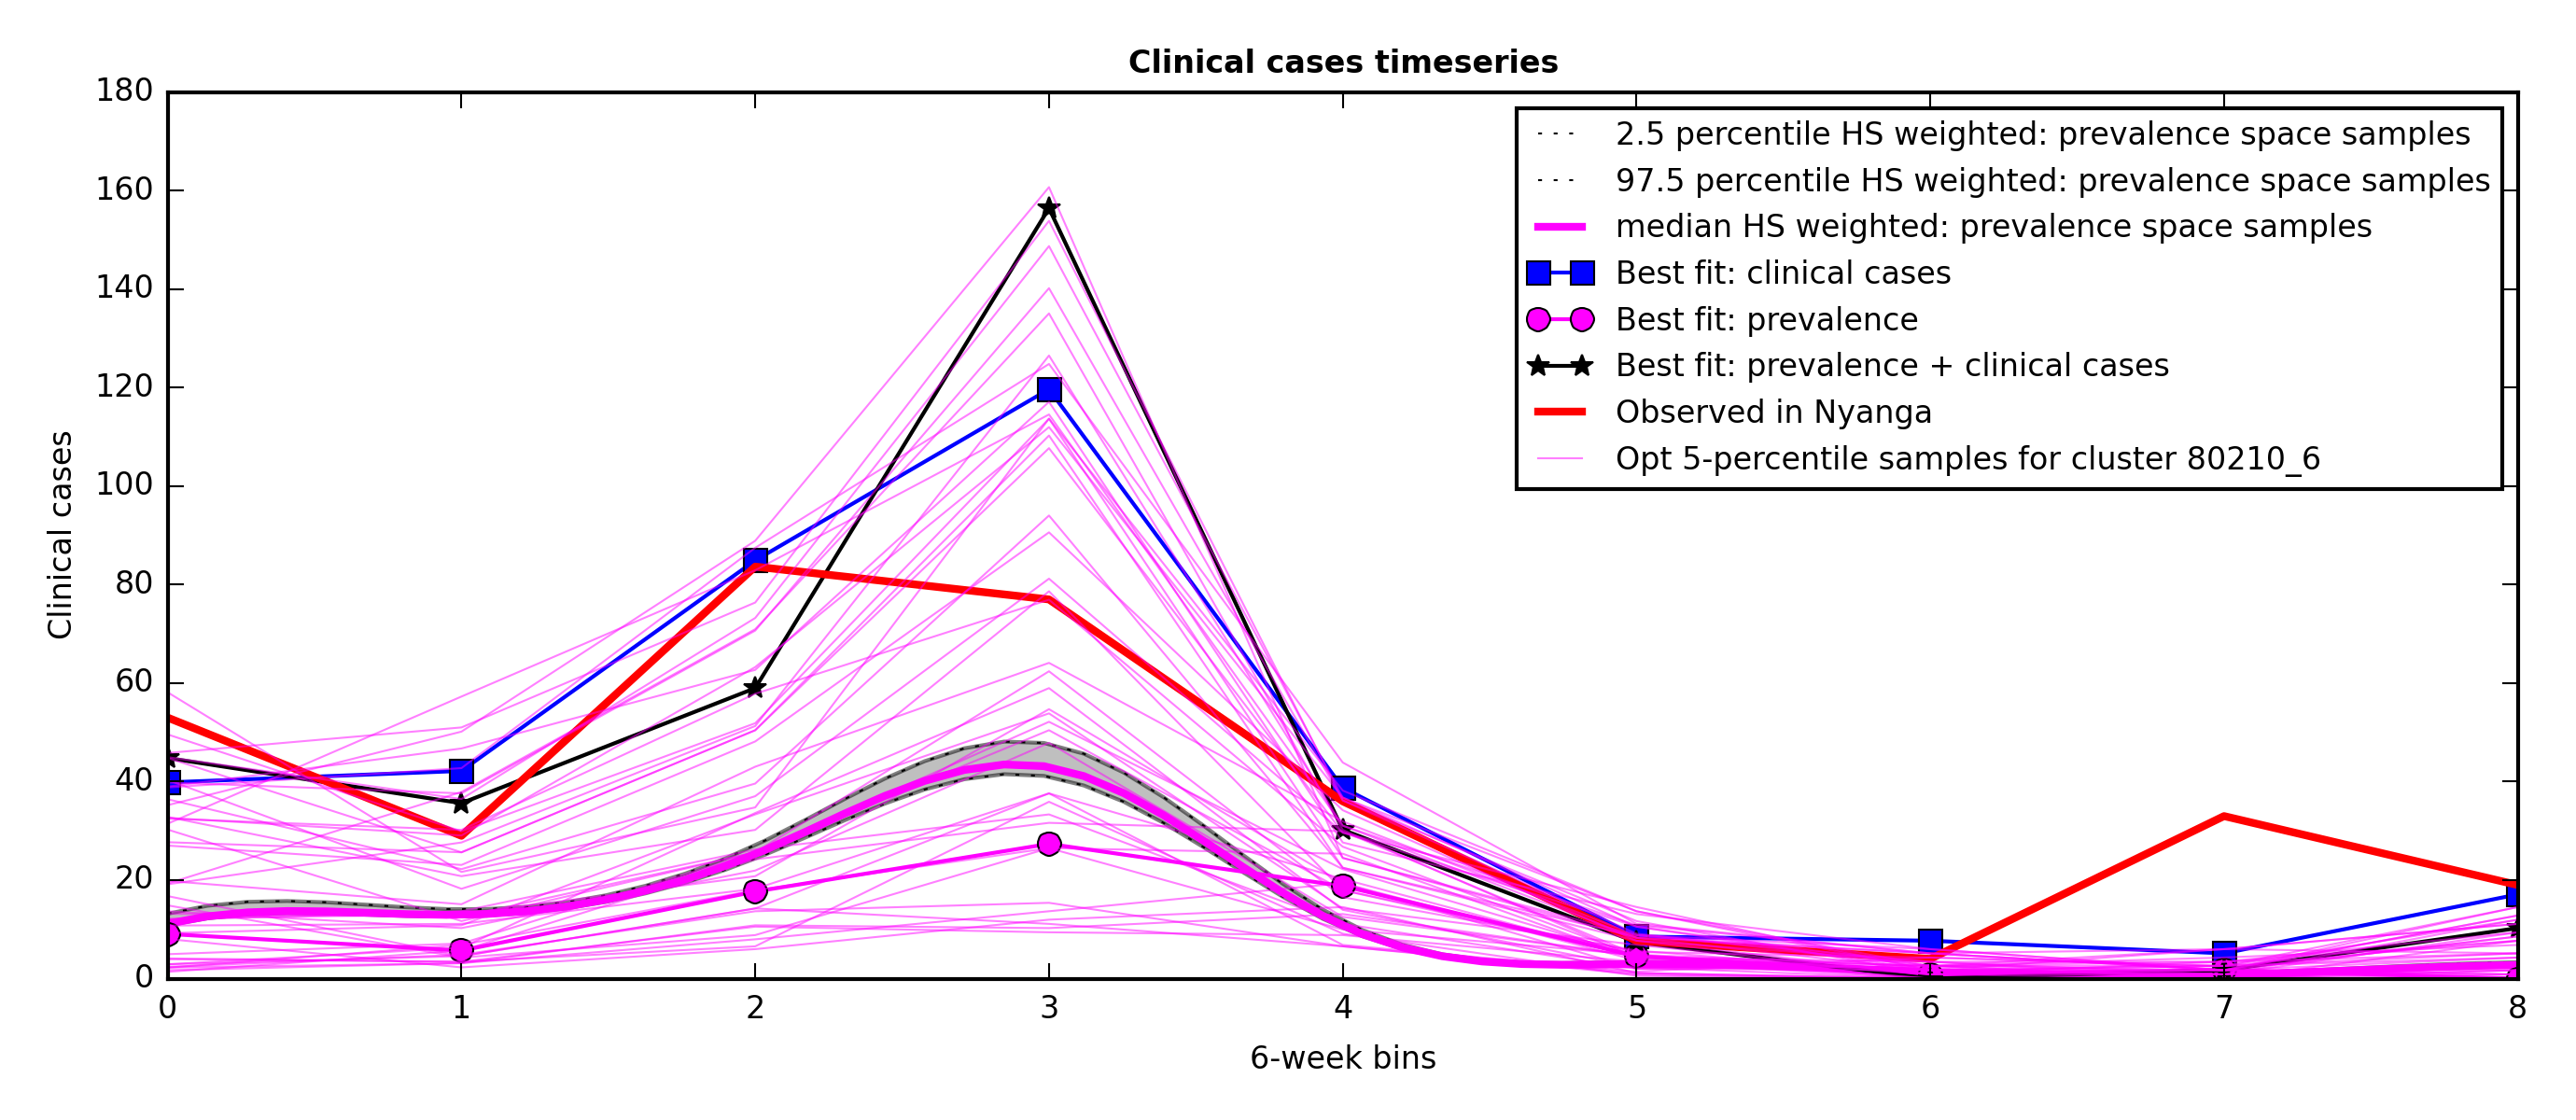 Clinical cases timeseries
180
160
140
120
100
80
60
40
20
0
Clinical cases
2.5 percentile HS weighted: prevalence space samples
97.5 percentile HS weighted: prevalence space samples
median HS weighted: prevalence space samples
Best fit: clinical cases
Best fit: prevalence
Best fit: prevalence + clinical cases
Observed in Nyanga
Opt 5-percentile samples for cluster 80210_6
0 1 2 3 4 5 6 7 8
6-week bins